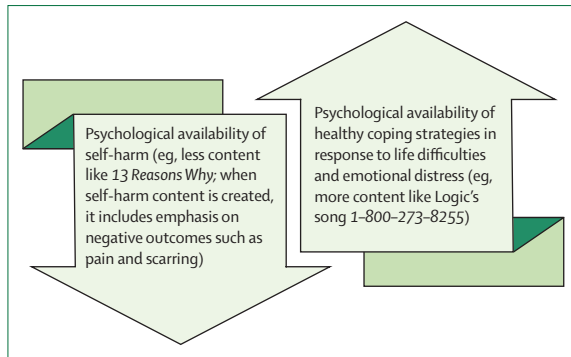 Psychological availability of
self-harm (eg, less content
like 13 Reasons Why; when
self-harm content is created,
it includes emphasis on
negative outcomes such as
pain and scarring)
Psychological availability of
healthy coping strategies in
response to life difficulties
and emotional distress (eg,
more content like Logic's
song 1–800–273–8255)